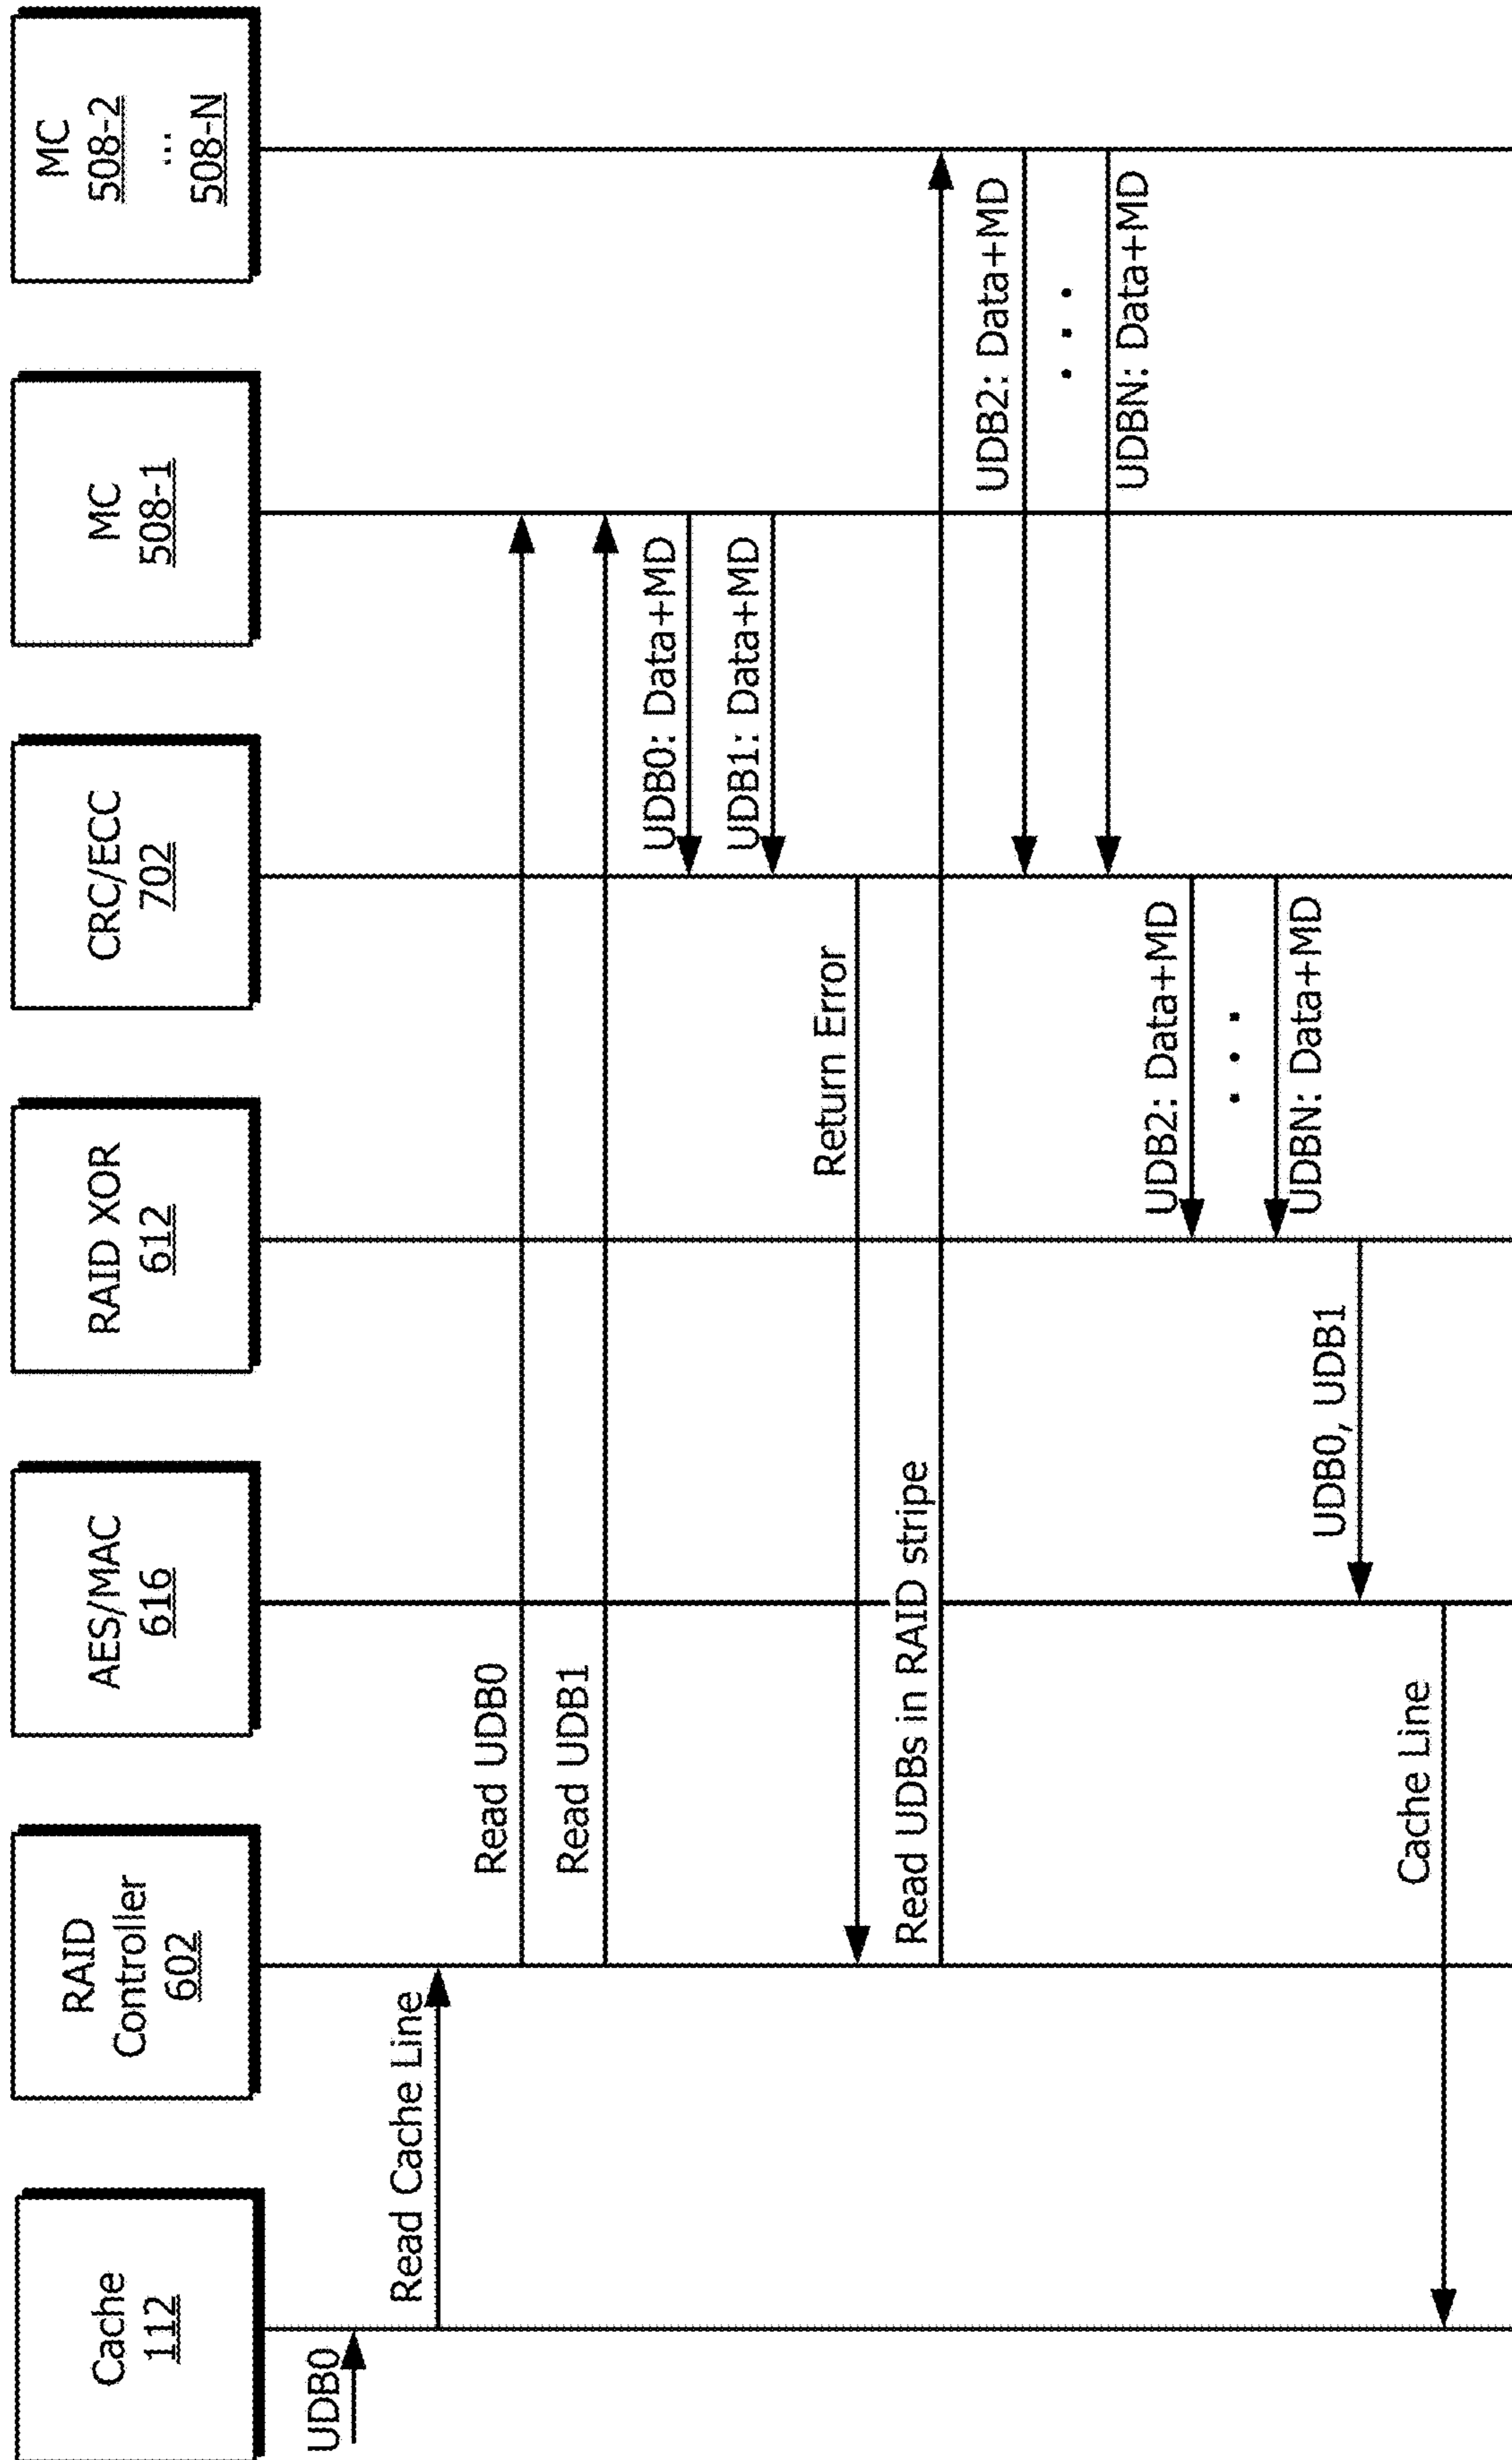 Cache
112
RAID
Controller
602
AES/MAC
616
RAID XOR
612
CRC/ECC
702
MC
508-1
MC
508-2
...
508-N
UDB0
Read Cache Line
Read UDB0
Read UDB1
UDB0: Data+MD
UDB1: Data+MD
Return Error
Read UDBs in RAID stripe
UDB2: Data+MD
• • •
UDBN: Data+MD
UDB2: Data+MD
• • •
UDBN: Data+MD
UDB0, UDB1
Cache Line